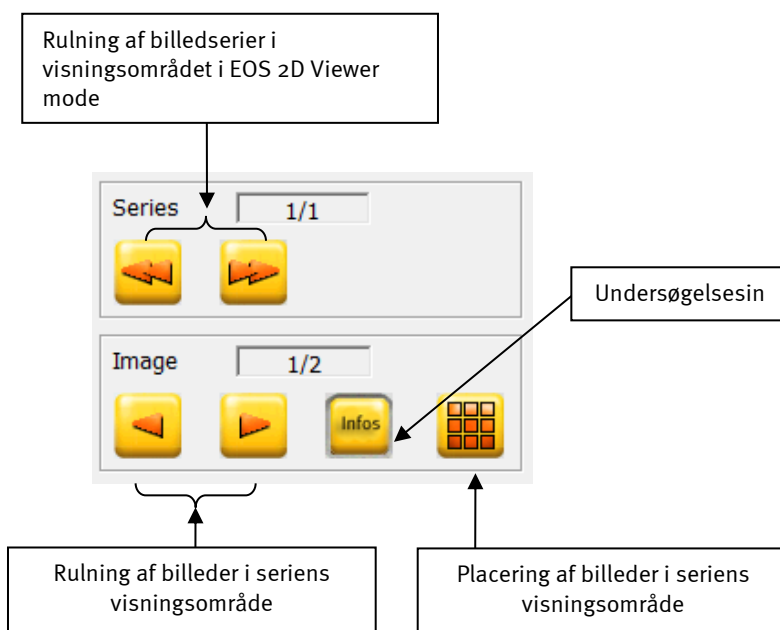 Rulning af billedserier i
visningsområdet i EOS 2D Viewer
mode
Series 1/1
Undersøgelsesin
Image 1/2
Infos
Rulning af billeder i seriens
visningsområde
Placering af billeder i seriens
visningsområde